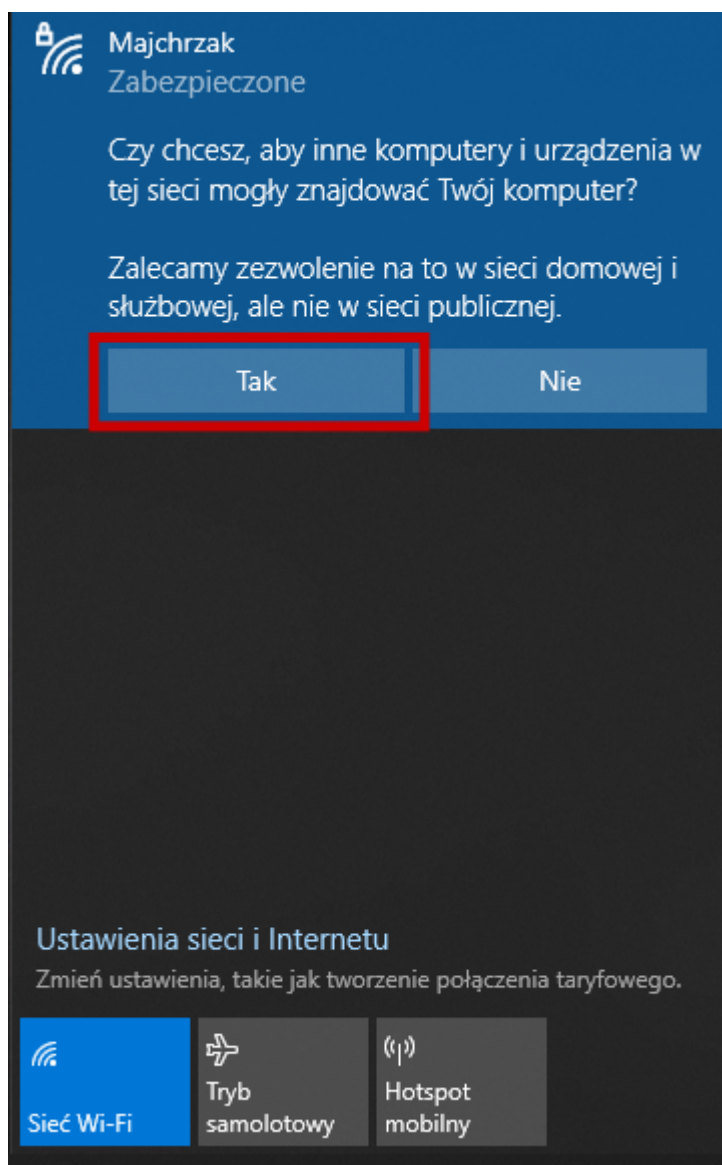 Majchrzak
Zabezpieczone
Czy chcesz, aby inne komputery i urządzenia w
tej sieci mogły znajdować Twój komputer?
Zalecamy zezwolenie na to w sieci domowej i
służbowej, ale nie w sieci publicznej.
Tak
Nie
Ustawienia sieci i Internetu
Zmień ustawienia, takie jak tworzenie połączenia taryfowego.
Sieć Wi-Fi
Tryb
samolotowy
Hotspot
mobilny